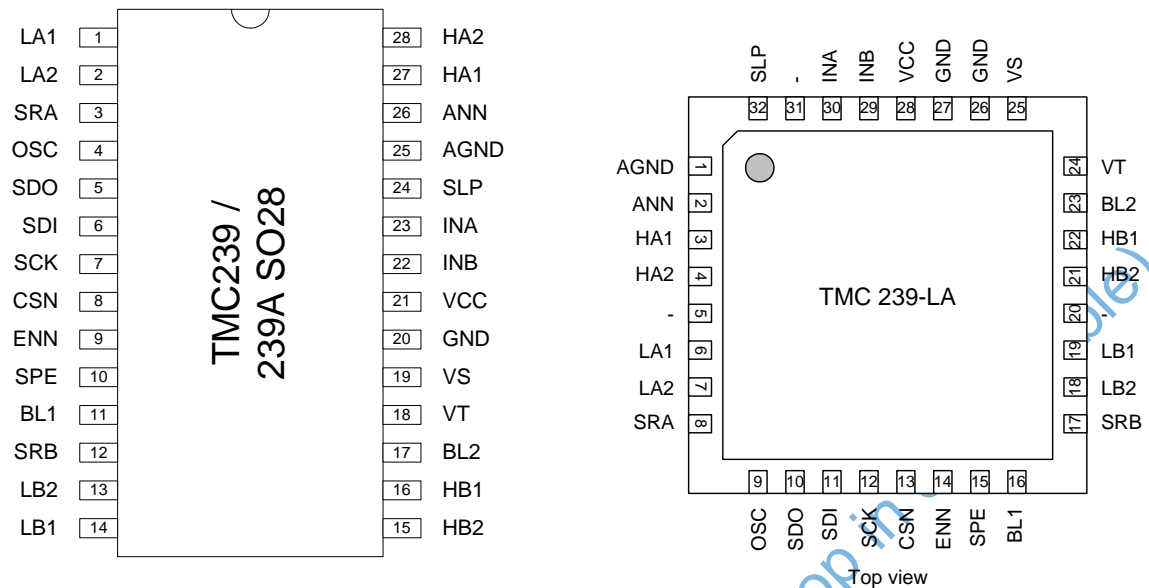 LA1 1
LA2 2
SRA 3
OSC 4
SDO 5
SDI 6
SCK 7
CSN 8
ENN 9
SPE 10
BL1 11
SRB 12
LB2 13
LB1 14
TMC239 /
239A SO28
28 HA2
27 HA1
26 ANN
25 AGND
24 SLP
23 INA
22 INB
21 VCC
20 GND
19 VS
18 VT
17 BL2
16 HB1
15 HB2
SLP - INA INB VCC GND GND VS
32 31 30 29 28 27 26 25
AGND 1
ANN 2
HA1 3
HA2 4
- 5
LA1 6
LA2 7
SRA 8
TMC 239-LA
24 VT
23 BL2
22 HB1
21 HB2
20 -
19 LB1
18 LB2
17 SRB
9 10 11 12 13 14 15 16
OSC SDO SDI SCK CSN ENN SPE BL1
Top view